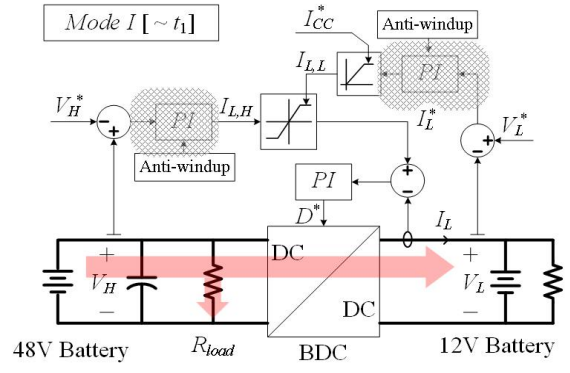 Mode I [ ~ t₁ ]
I*CC
Anti-windup
PI
IL,L
V*H
PI
IL,H
I*L
V*L
Anti-windup
PI
D*
IL
DC
VH
VL
DC
48V Battery
Rload
BDC
12V Battery